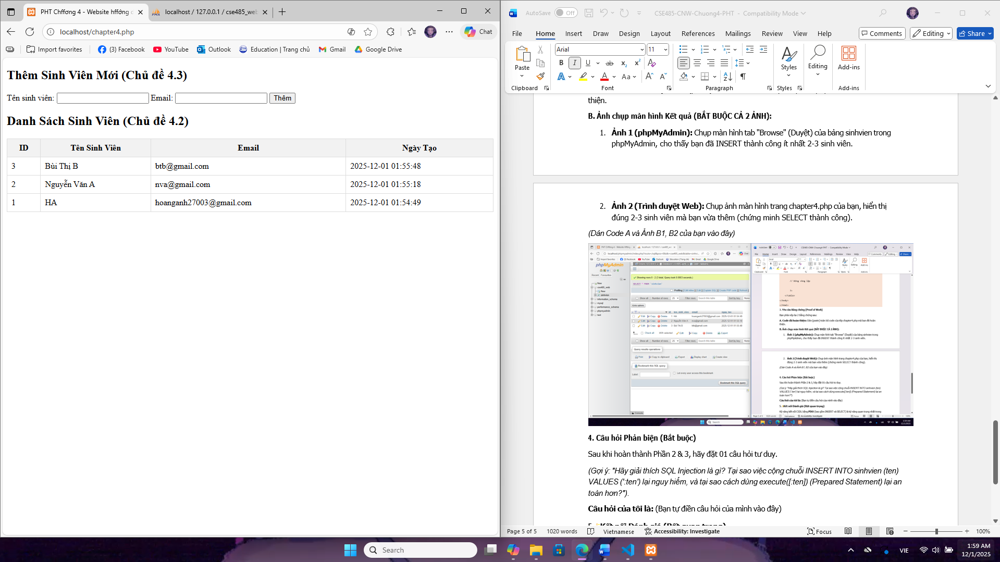 PHT Chffơng 4 - Website hffớng d
localhost / 127.0.0.1 / cse485_web
localhost/chapter4.php
Chat
Import favorites
(3) Facebook
YouTube
Outlook
Education | Trang chủ
Gmail
Google Drive
Thêm Sinh Viên Mới (Chủ đề 4.3)
Tên sinh viên: Email: Thêm
Danh Sách Sinh Viên (Chủ đề 4.2)
ID Tên Sinh Viên Email Ngày Tạo
3 Bùi Thị B btb@gmail.com 2025-12-01 01:55:48
2 Nguyễn Văn A nva@gmail.com 2025-12-01 01:55:18
1 HA hoanganh27003@gmail.com 2025-12-01 01:54:49
AutoSave Off
CSE485-CNW-Chuong4-PHT - Compatibility Mode
File Home Insert Draw Design Layout References Mailings Review View Help
Comments Editing Share
Paste
Clipboard
Arial 11
Font
Paragraph
Styles
Styles
Editing
Add-ins
Add-ins
thiện.
B. Ảnh chụp màn hình Kết quả (BẮT BUỘC CẢ 2 ẢNH):
1. Ảnh 1 (phpMyAdmin): Chụp màn hình tab "Browse" (Duyệt) của bảng sinhvien trong
phpMyAdmin, cho thấy bạn đã INSERT thành công ít nhất 2-3 sinh viên.
2. Ảnh 2 (Trình duyệt Web): Chụp ảnh màn hình trang chapter4.php của bạn, hiển thị
đúng 2-3 sinh viên mà bạn vừa thêm (chứng minh SELECT thành công).
(Dán Code A và Ảnh B1, B2 của bạn vào đây)
phpMyAdmin
4. Câu hỏi Phản biện (Bắt buộc)
Sau khi hoàn thành Phần 2 & 3, hãy đặt 01 câu hỏi tư duy.
(Gợi ý: "Hãy giải thích SQL Injection là gì? Tại sao việc cộng chuỗi INSERT INTO sinhvien (ten)
VALUES (':ten') lại nguy hiểm, và tại sao cách dùng execute([:ten]) (Prepared Statement) lại an
toàn hơn?").
Câu hỏi của tôi là: (Bạn tự điền câu hỏi của mình vào đây)
Page 5 of 5
1020 words
Vietnamese
Accessibility: Investigate
Focus
100%
Search
VIE
1:59 AM
12/1/2025